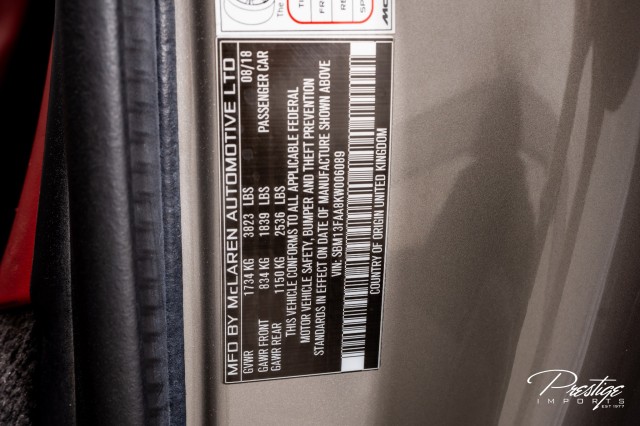 MFD BY McLAREN AUTOMOTIVE LTD
08/18
GVWR 1734 KG 3823 LBS PASSENGER CAR
GAWR FRONT 834 KG 1839 LBS
GAWR REAR 1150 KG 2536 LBS
THIS VEHICLE CONFORMS TO ALL APPLICABLE FEDERAL
MOTOR VEHICLE SAFETY, BUMPER AND THEFT PREVENTION
STANDARDS IN EFFECT ON DATE OF MANUFACTURE SHOWN ABOVE
VIN: SBM13FAA8KW006089
COUNTRY OF ORIGIN UNITED KINGDOM
Prestige
IMPORTS
EST 1977